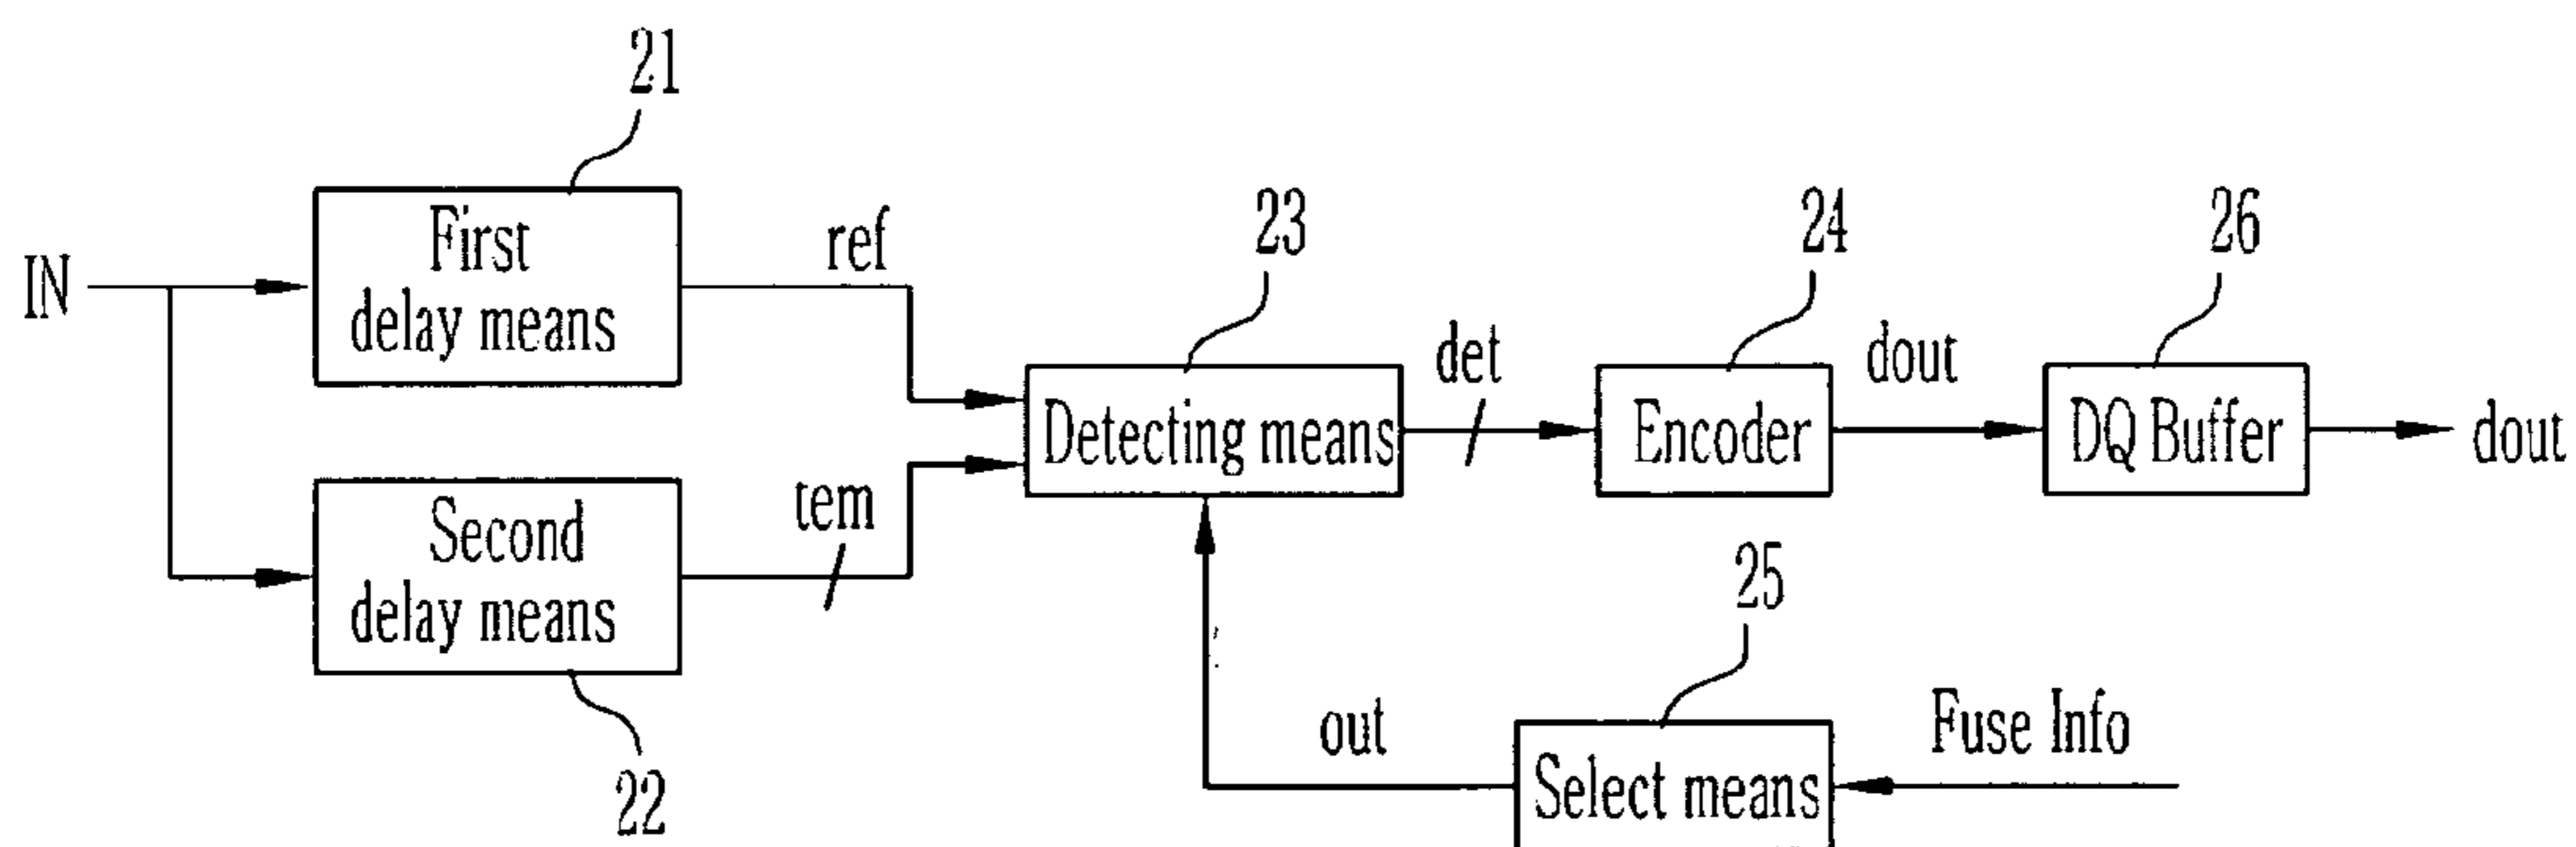 21
First
delay means
ref
IN
23
24
26
Detecting means
det
Encoder
dout
DQ Buffer
dout
Second
delay means
tem
22
25
out
Select means
Fuse Info